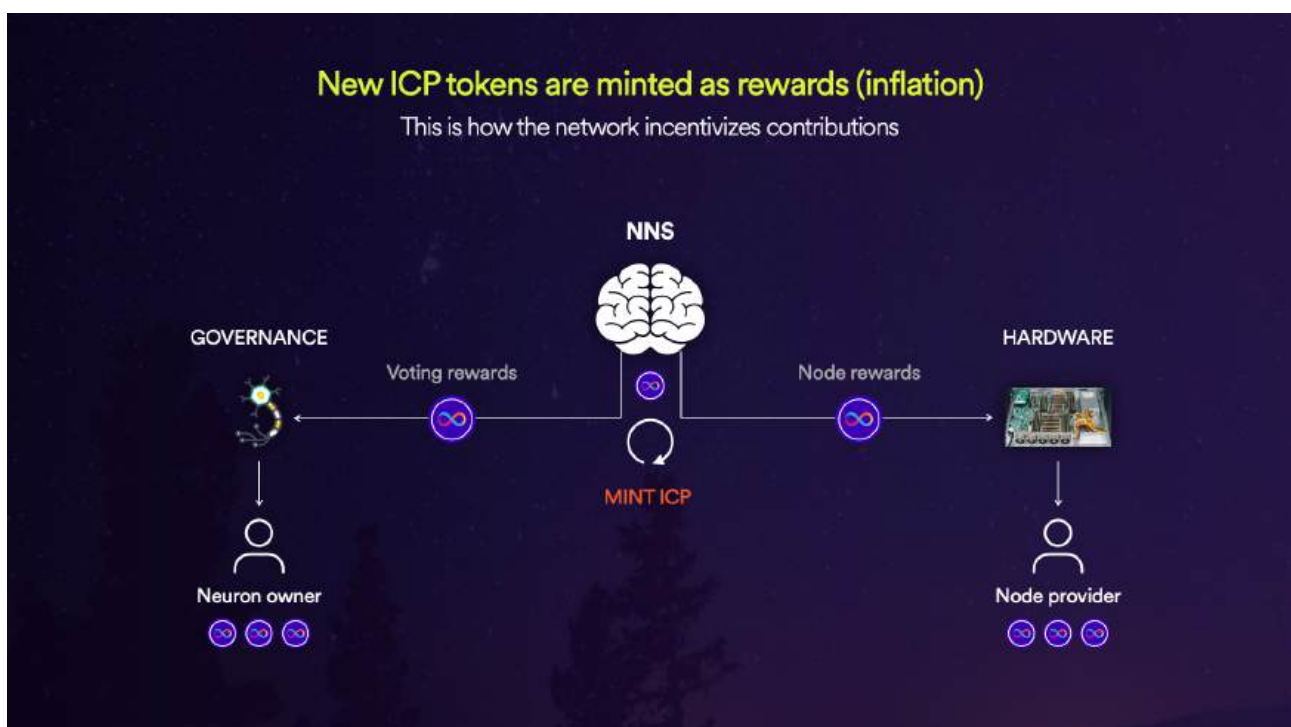 New ICP tokens are minted as rewards (inflation)
This is how the network incentivizes contributions
NNS
GOVERNANCE
HARDWARE
Voting rewards
Node rewards
MINT ICP
Neuron owner
Node provider